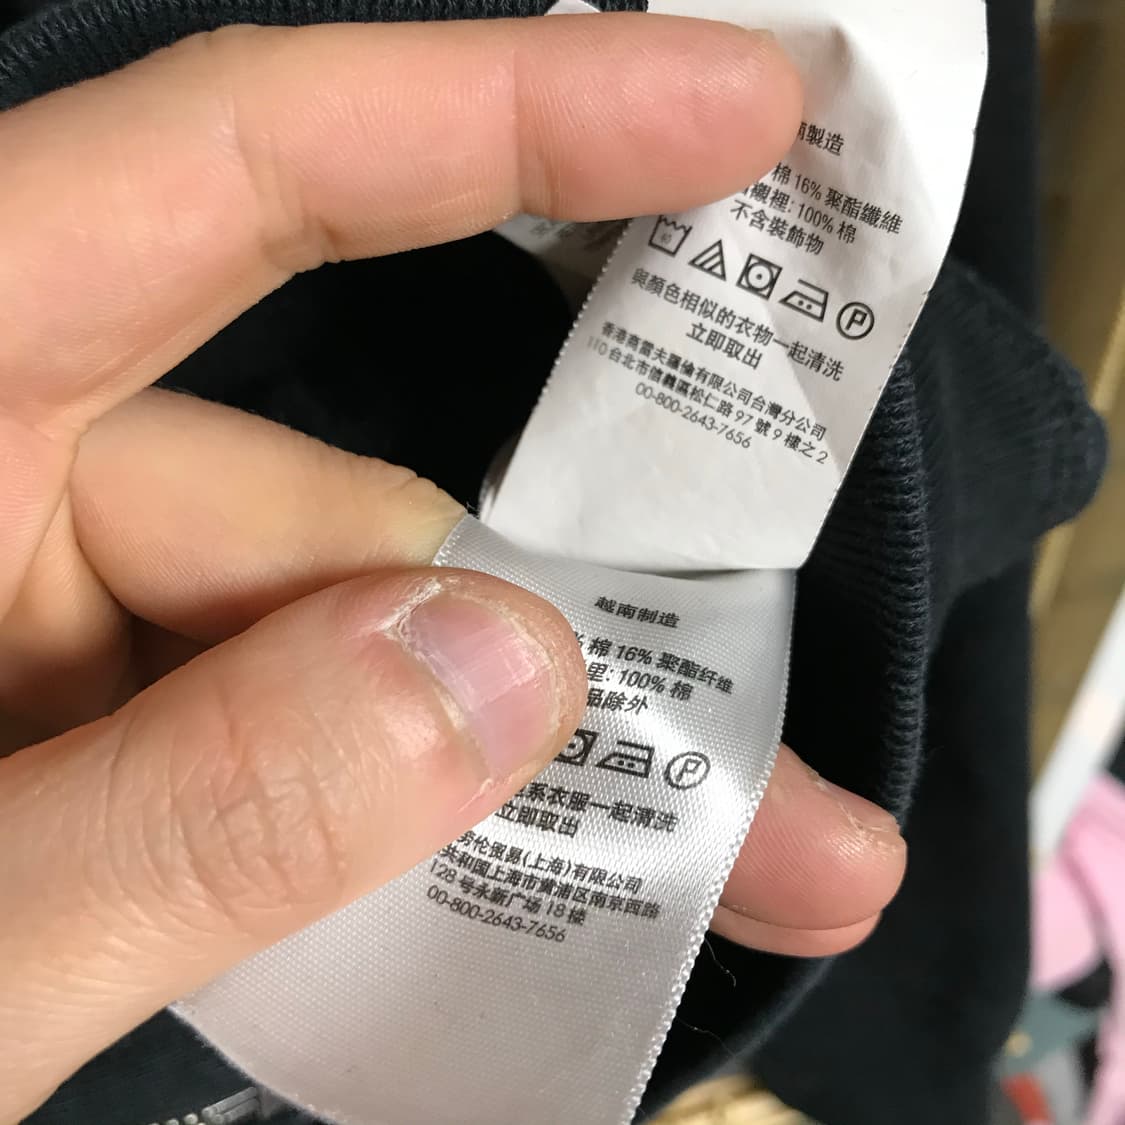 製造
棉 16% 聚酯纖維
襯裡: 100% 棉
不含裝飾物
40
P
與顏色相似的衣物一起清洗
立即取出
香港商雷夫羅倫有限公司台灣分公司
110 台北市信義區松仁路 97 號 9 樓之 2
00-800-2643-7656
越南制造
% 棉 16% 聚酯纤维
里: 100% 棉
品除外
P
系衣服一起清洗
立即取出
劳伦贸易(上海)有限公司
共和国上海市黄浦区南京西路
128 号永新广场 18 楼
00-800-2643-7656